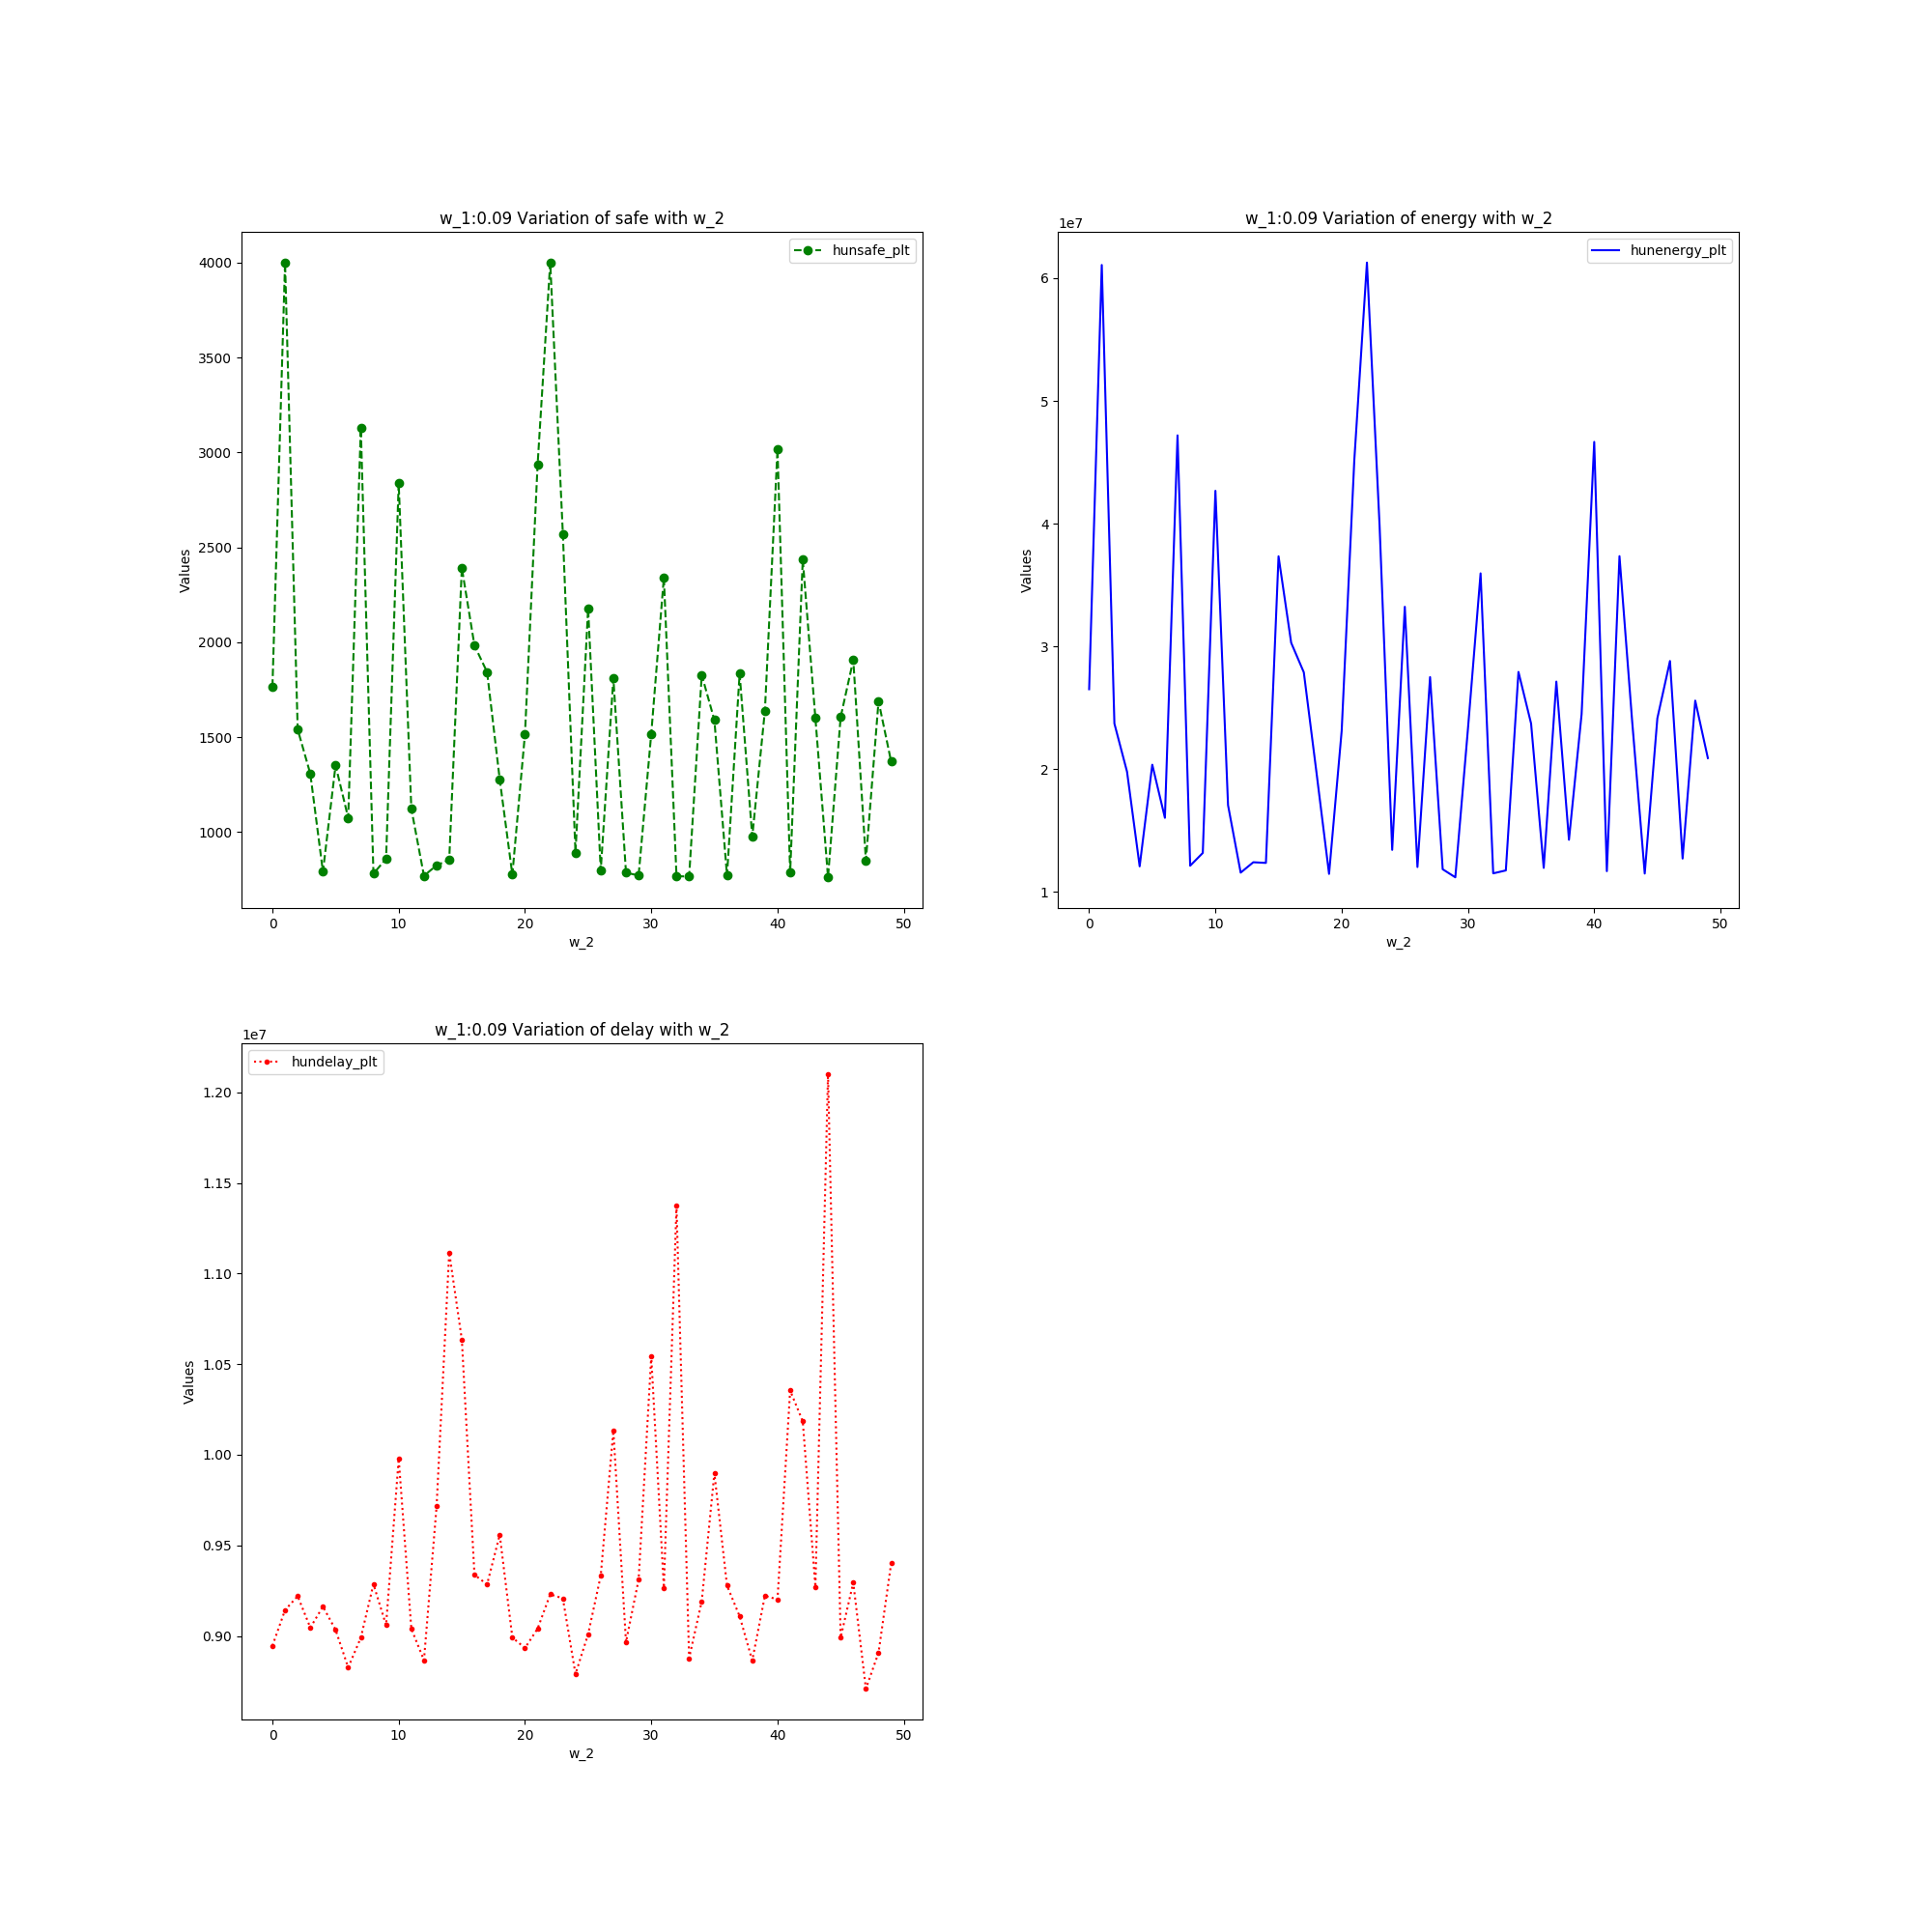 w_1:0.09 Variation of safe with w_2
hunsafe_plt
4000
3500
3000
2500
2000
1500
1000
Values
0 10 20 30 40 50
w_2
w_1:0.09 Variation of energy with w_2
1e7
hunenergy_plt
6
5
4
3
2
1
Values
0 10 20 30 40 50
w_2
w_1:0.09 Variation of delay with w_2
1e7
hundelay_plt
1.20
1.15
1.10
1.05
1.00
0.95
0.90
Values
0 10 20 30 40 50
w_2